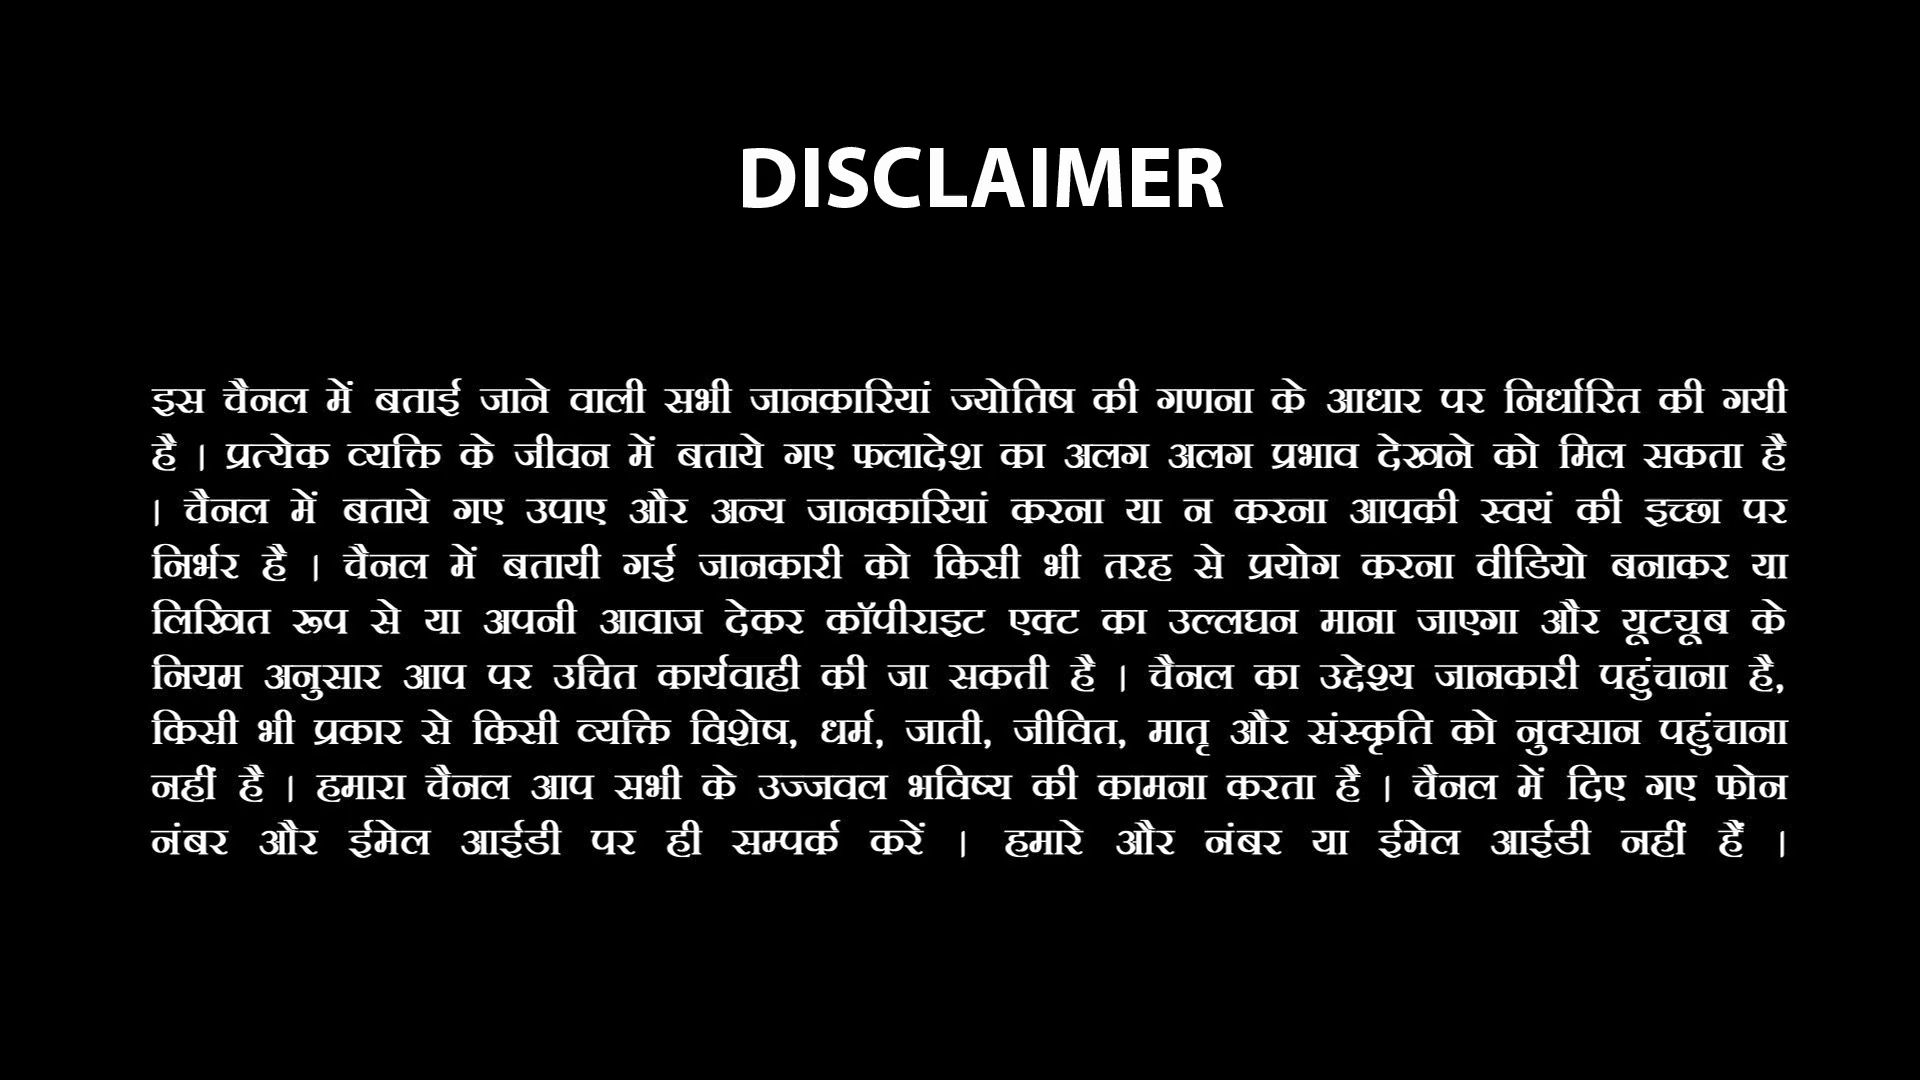 DISCLAIMER
इस चैनल में बताई जाने वाली सभी जानकारियां ज्योतिष की गणना के आधार पर निर्धारित की गयी
है । प्रत्येक व्यक्ति के जीवन में बताये गए फलादेश का अलग अलग प्रभाव देखने को मिल सकता है
। चैनल में बताये गए उपाए और अन्य जानकारियां करना या न करना आपकी स्वयं की इच्छा पर
निर्भर है । चैनल में बतायी गई जानकारी को किसी भी तरह से प्रयोग करना वीडियो बनाकर या
लिखित रूप से या अपनी आवाज देकर कॉपीराइट एक्ट का उल्लघन माना जाएगा और यूट्यूब के
नियम अनुसार आप पर उचित कार्यवाही की जा सकती है । चैनल का उद्देश्य जानकारी पहुंचाना है,
किसी भी प्रकार से किसी व्यक्ति विशेष, धर्म, जाती, जीवित, मातृ और संस्कृति को नुक्सान पहुंचाना
नहीं है । हमारा चैनल आप सभी के उज्जवल भविष्य की कामना करता है । चैनल में दिए गए फोन
नंबर और ईमेल आईडी पर ही सम्पर्क करें । हमारे और नंबर या ईमेल आईडी नहीं हैं ।